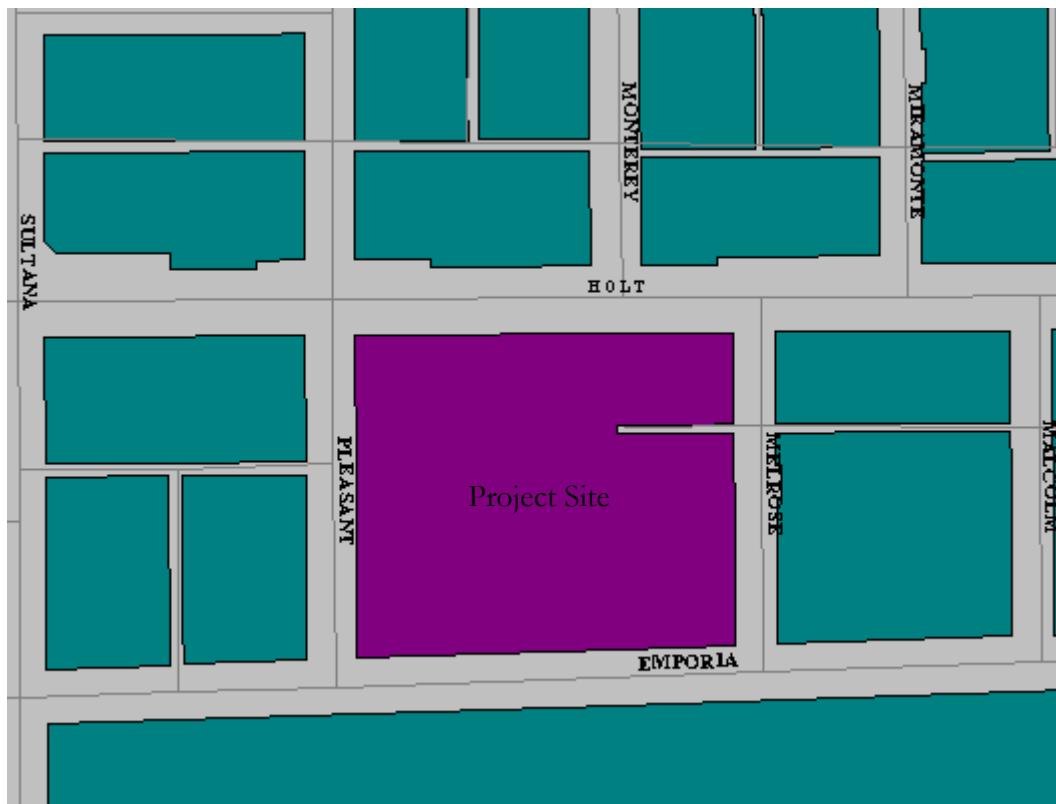 MONTEREY
MIRAMONTE
SULTANA
HOLT
PLEASANT
MELROSE
MALCOLM
Project Site
EMPORIA